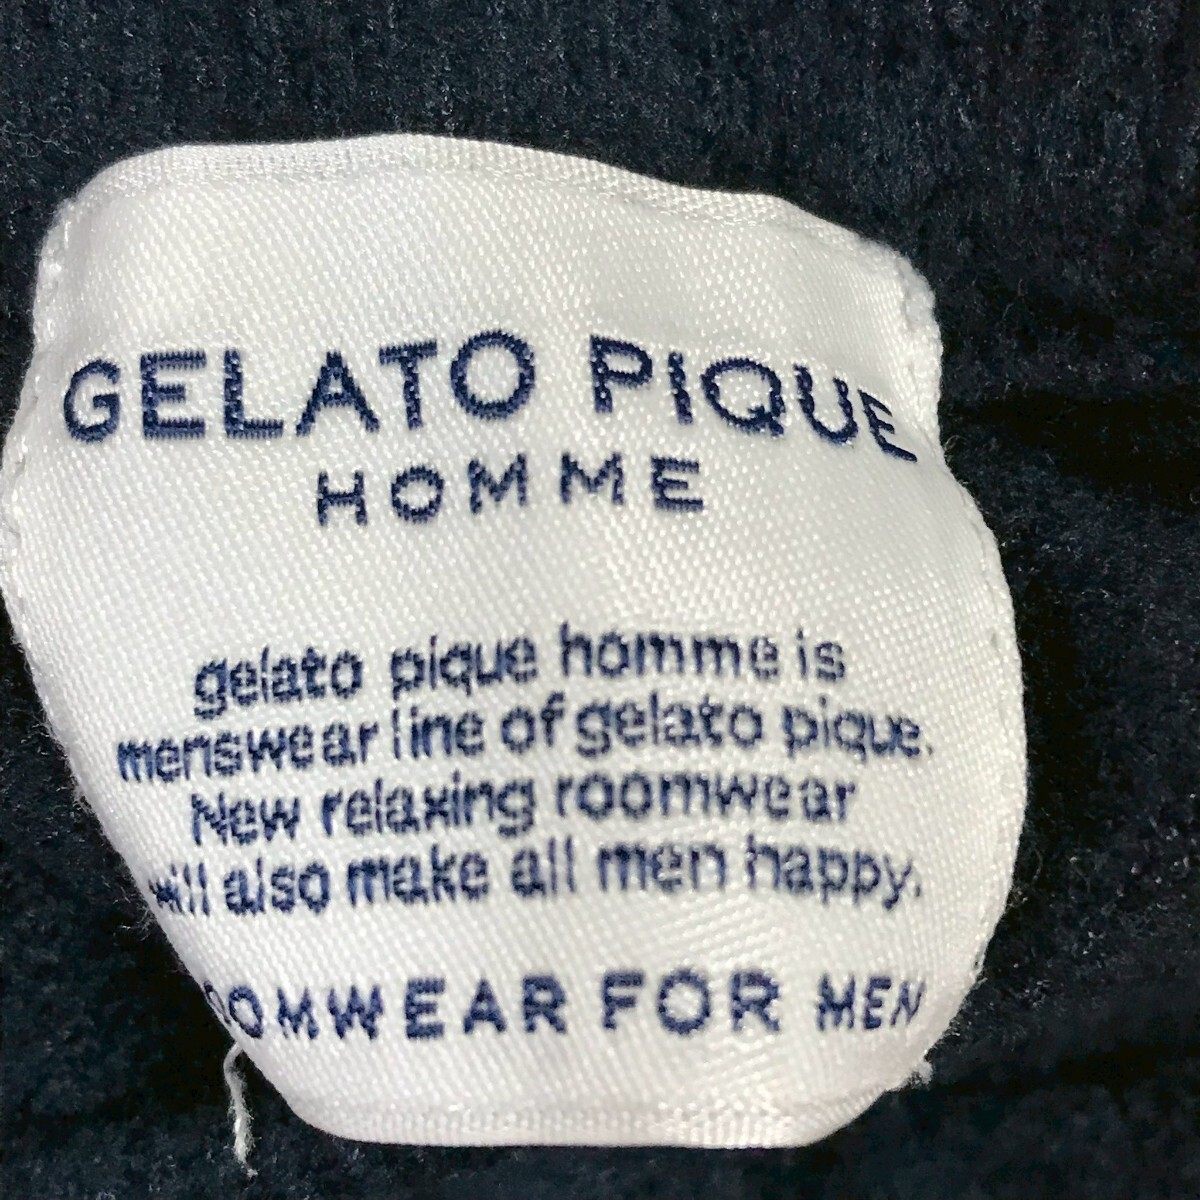 GELATO PIQUE
HOMME
gelato pique homme is
menswear line of gelato pique.
New relaxing roomwear
will also make all men happy.
OOMWEAR FOR MEN